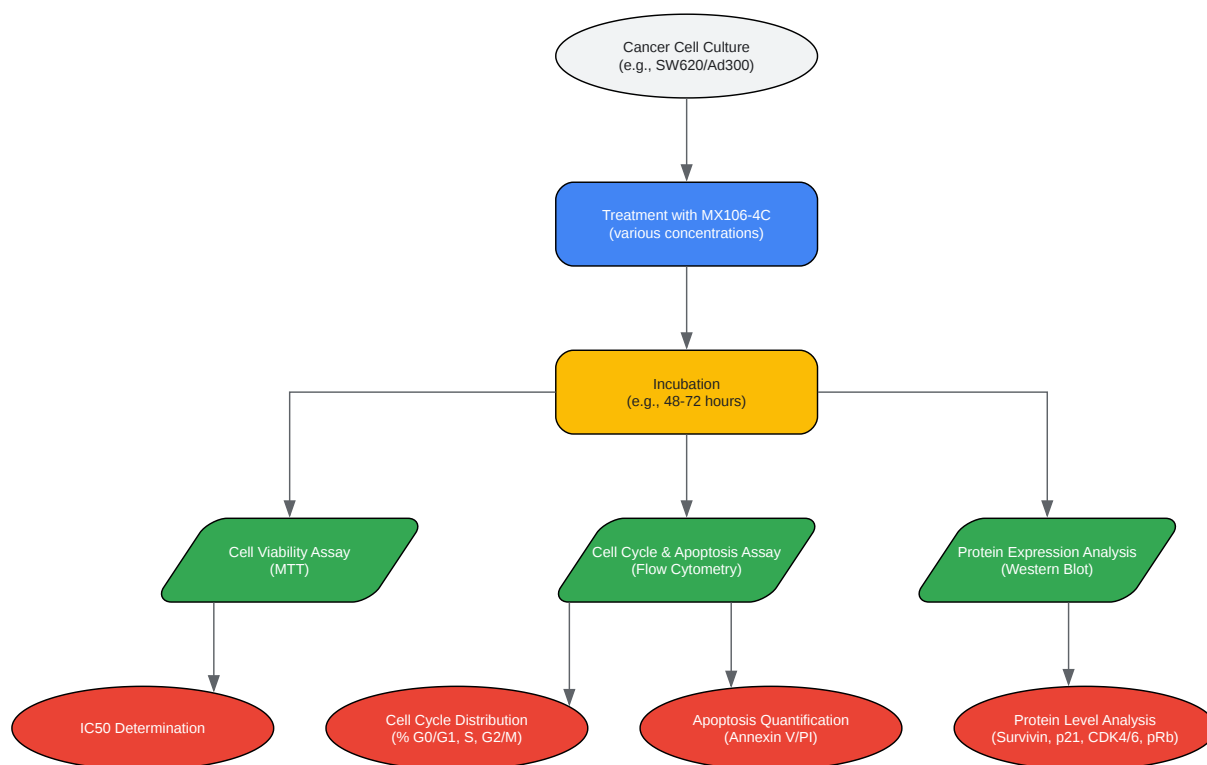 Cancer Cell Culture
(e.g., SW620/Ad300)
Treatment with MX106-4C
(various concentrations)
Incubation
(e.g., 48-72 hours)
Cell Viability Assay
(MTT)
Cell Cycle & Apoptosis Assay
(Flow Cytometry)
Protein Expression Analysis
(Western Blot)
IC50 Determination
Cell Cycle Distribution
(% G0/G1, S, G2/M)
Apoptosis Quantification
(Annexin V/PI)
Protein Level Analysis
(Survivin, p21, CDK4/6, pRb)